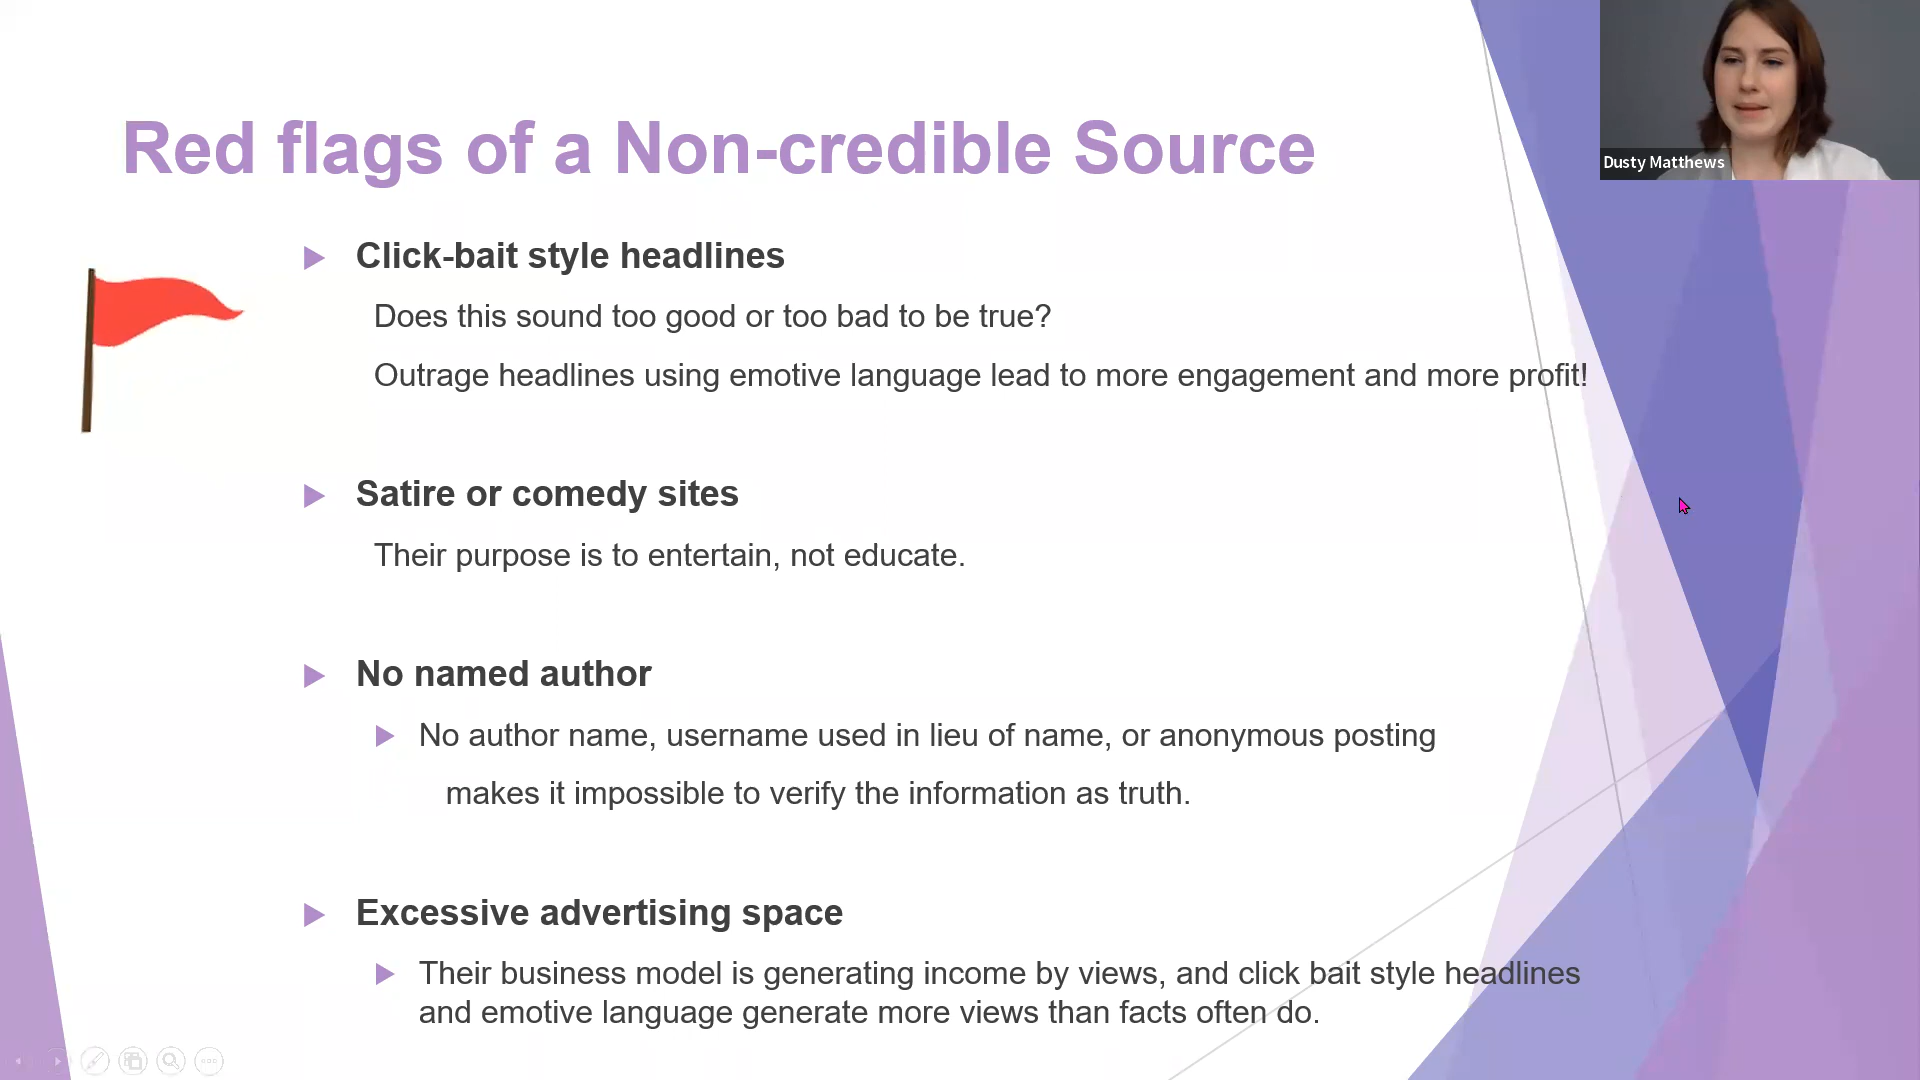 Red flags of a Non-credible Source
Dusty Matthews
Click-bait style headlines
Does this sound too good or too bad to be true?
Outrage headlines using emotive language lead to more engagement and more profit!
Satire or comedy sites
Their purpose is to entertain, not educate.
No named author
No author name, username used in lieu of name, or anonymous posting
makes it impossible to verify the information as truth.
Excessive advertising space
Their business model is generating income by views, and click bait style headlines
and emotive language generate more views than facts often do.